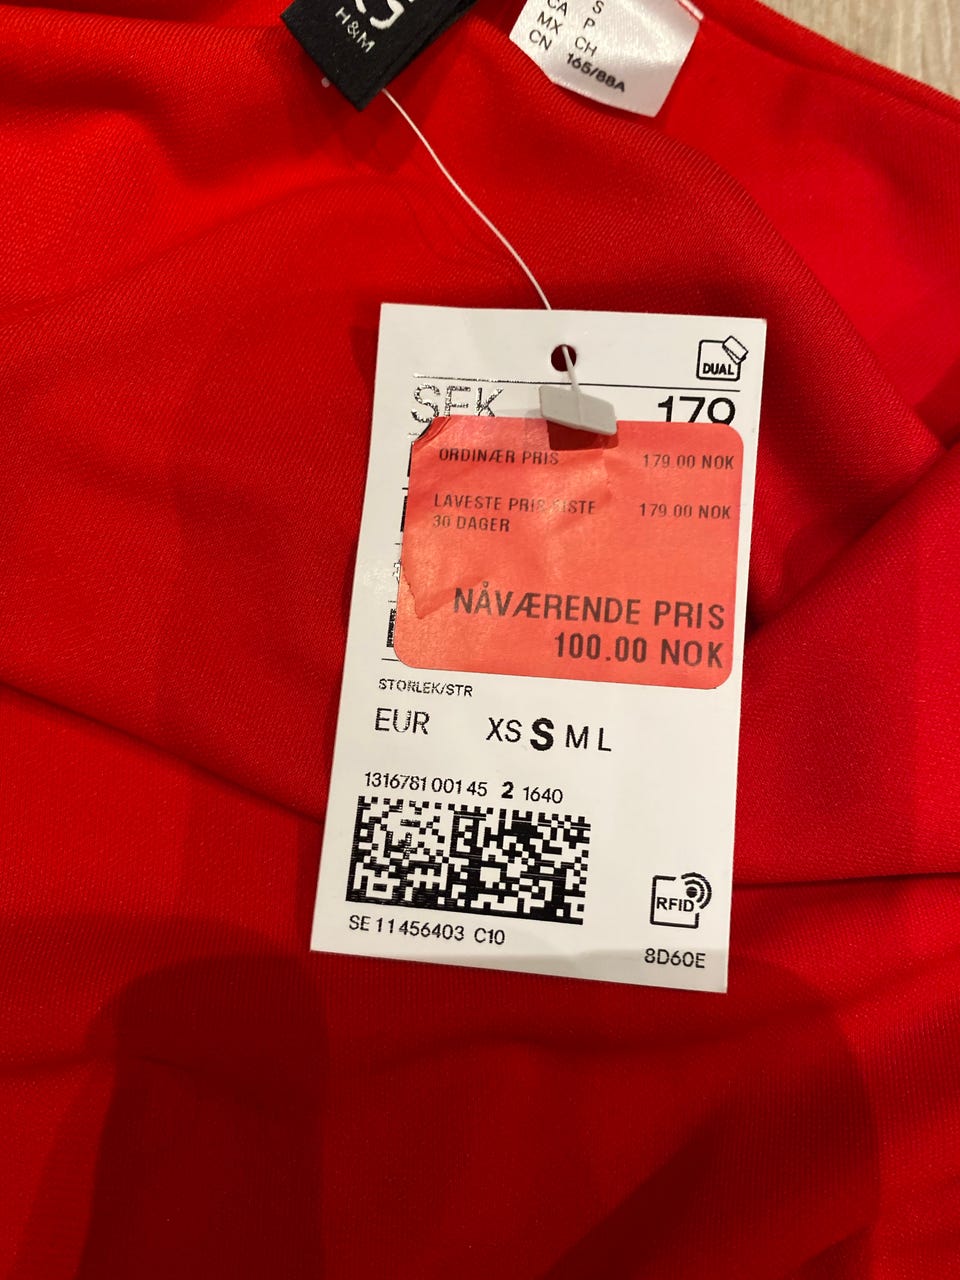 H&M
S
CA P
MX CH
CN 165/88A
DUAL
SEK 179
ORDINÆR PRIS 179.00 NOK
LAVESTE PRIS SISTE 179.00 NOK
30 DAGER
NÅVÆRENDE PRIS
100.00 NOK
STORLEK/STR
EUR XS S M L
1316781 001 45 2 1640
RFID
SE 11456403 C10
8D60E